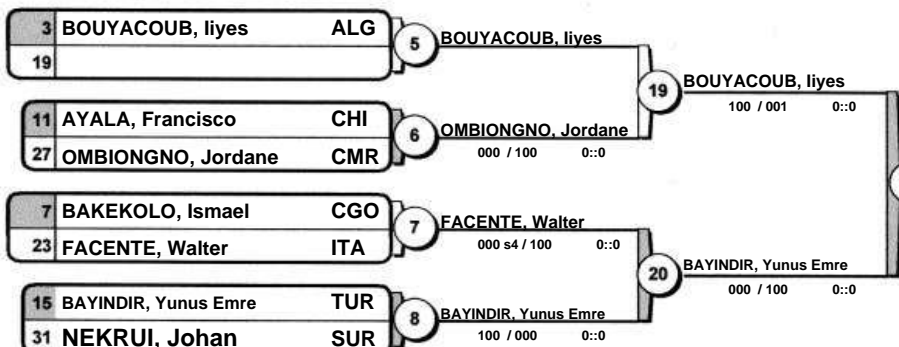 3 BOUYACOUB, liyes ALG
19
5
BOUYACOUB, liyes
11 AYALA, Francisco CHI
27 OMBIONGNO, Jordane CMR
6
OMBIONGNO, Jordane
000 / 100 0::0
19
BOUYACOUB, liyes
100 / 001 0::0
7 BAKEKOLO, Ismael CGO
23 FACENTE, Walter ITA
7
FACENTE, Walter
000 s4 / 100 0::0
15 BAYINDIR, Yunus Emre TUR
31 NEKRUI, Johan SUR
8
BAYINDIR, Yunus Emre
100 / 000 0::0
20
BAYINDIR, Yunus Emre
000 / 100 0::0